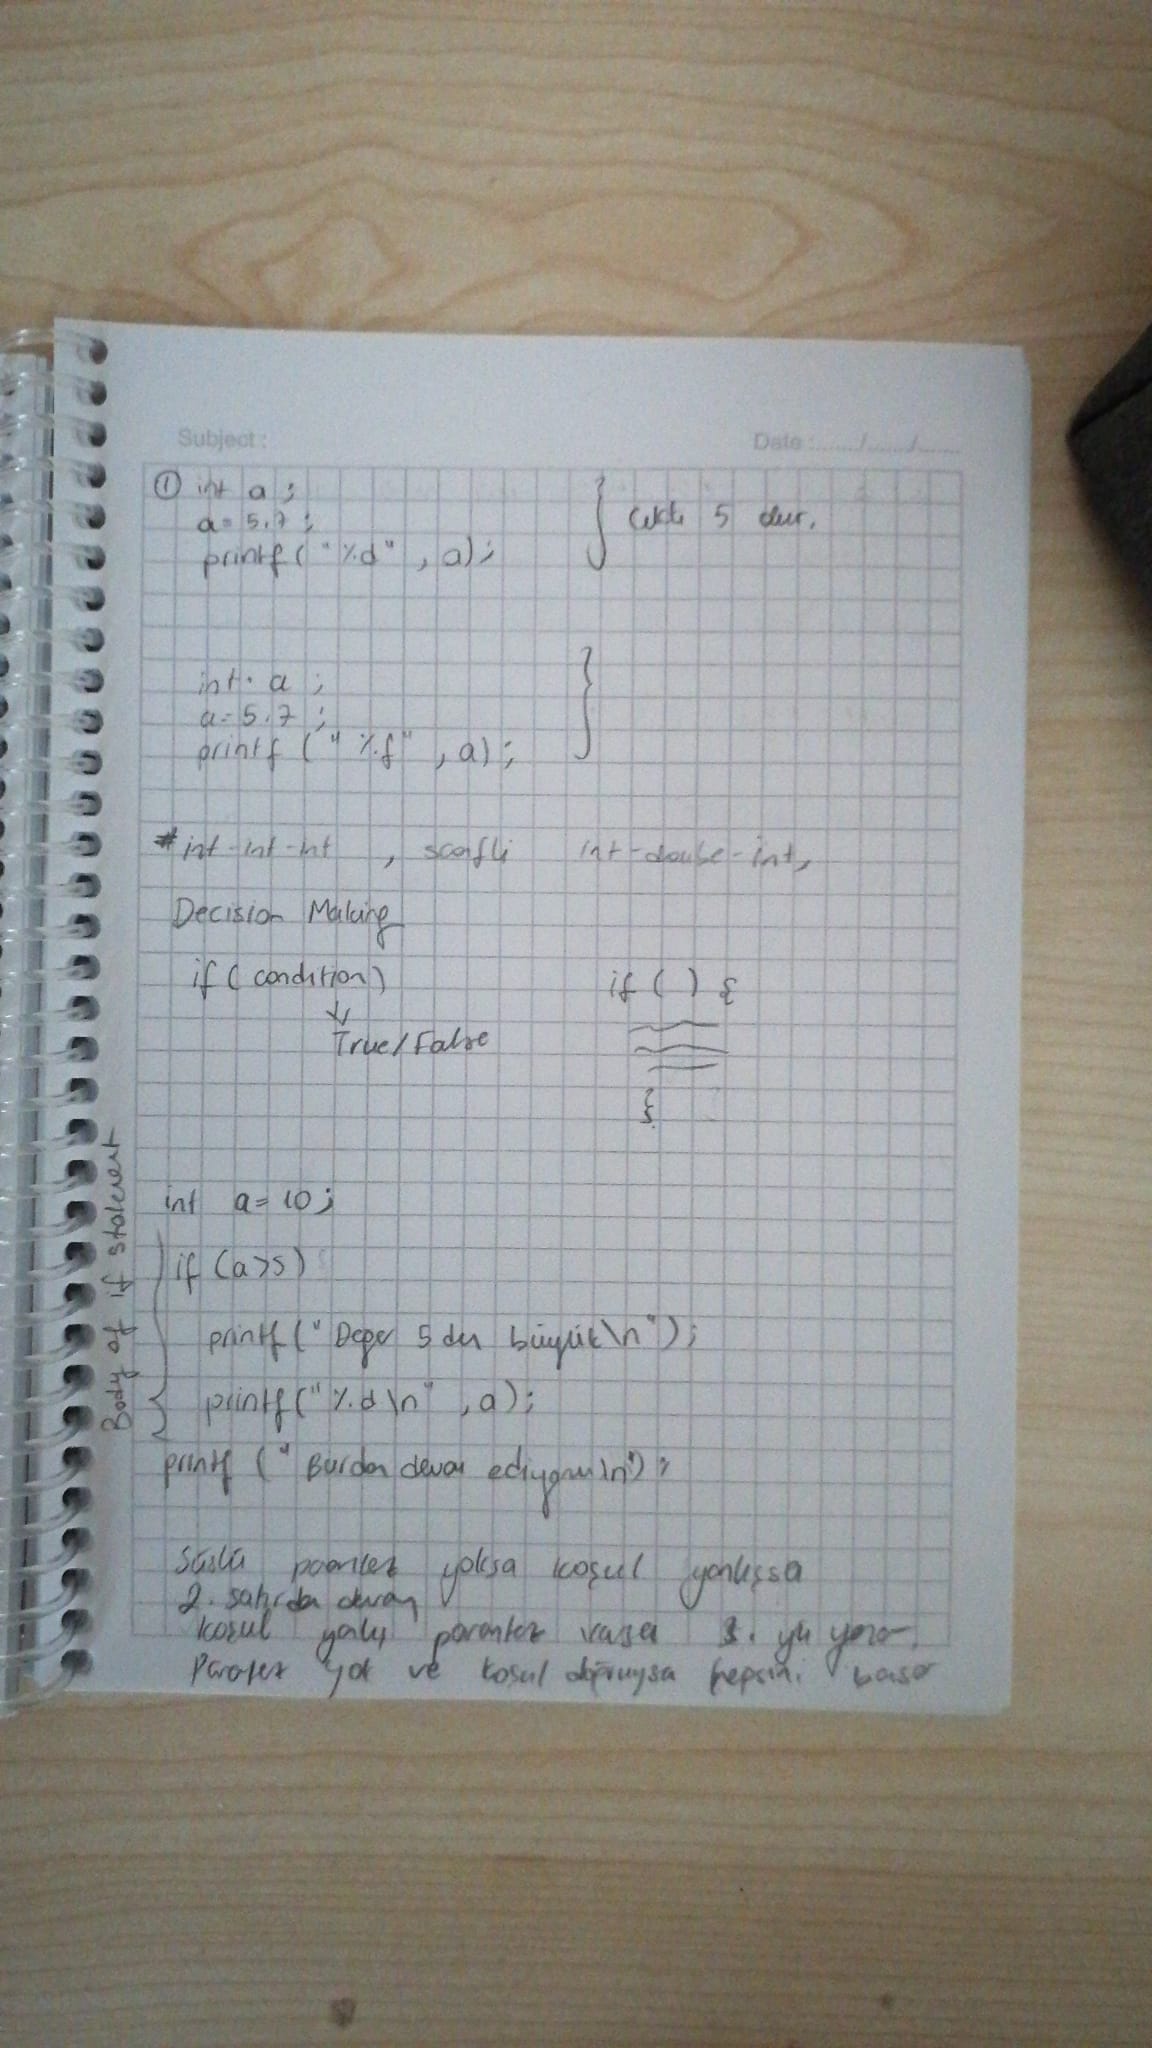 Subject :
Date :....../....../......
① int a ;
a = 5.7 ;
printf ( "%d" , a);
5 dur.
int a ;
a = 5.7 ;
printf ( "%f" , a) ;
* int-int-int , int-double-int,
Decision Making
if ( condition )
True/False
if ( ) {
}
int a = 10 ;
Body of if statement
if (a>5)
printf ( "Değer 5 den büyük\n" );
printf ( "%d\n" , a);
printf ( " Burdan devam ediyorum\n") ;
Süslü parantez yoksa koşul yanlışsa
2. satırdan devam
koşul yanlış parantez varsa 3. yü yazar.
Parantez yok ve koşul doğruysa hepsini basar